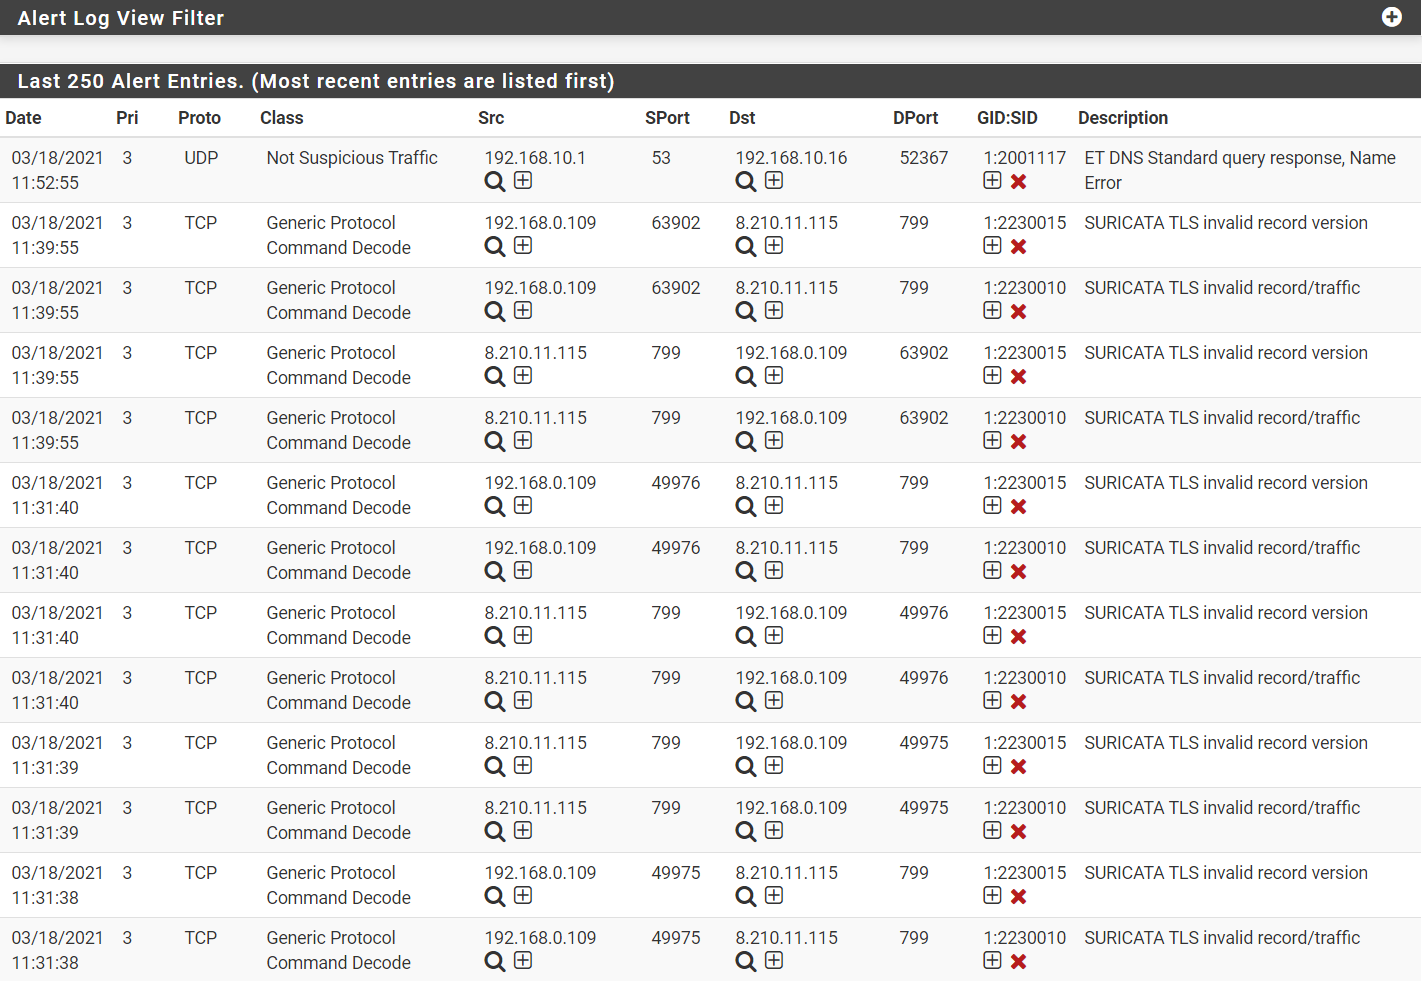 Alert Log View Filter
Last 250 Alert Entries. (Most recent entries are listed first)
Date Pri Proto Class Src SPort Dst DPort GID:SID Description
03/18/2021 3 UDP Not Suspicious Traffic 192.168.10.1 53 192.168.10.16 52367 1:2001117 ET DNS Standard query response, Name
11:52:55 Error
03/18/2021 3 TCP Generic Protocol 192.168.0.109 63902 8.210.11.115 799 1:2230015 SURICATA TLS invalid record version
11:39:55 Command Decode
03/18/2021 3 TCP Generic Protocol 192.168.0.109 63902 8.210.11.115 799 1:2230010 SURICATA TLS invalid record/traffic
11:39:55 Command Decode
03/18/2021 3 TCP Generic Protocol 8.210.11.115 799 192.168.0.109 63902 1:2230015 SURICATA TLS invalid record version
11:39:55 Command Decode
03/18/2021 3 TCP Generic Protocol 8.210.11.115 799 192.168.0.109 63902 1:2230010 SURICATA TLS invalid record/traffic
11:39:55 Command Decode
03/18/2021 3 TCP Generic Protocol 192.168.0.109 49976 8.210.11.115 799 1:2230015 SURICATA TLS invalid record version
11:31:40 Command Decode
03/18/2021 3 TCP Generic Protocol 192.168.0.109 49976 8.210.11.115 799 1:2230010 SURICATA TLS invalid record/traffic
11:31:40 Command Decode
03/18/2021 3 TCP Generic Protocol 8.210.11.115 799 192.168.0.109 49976 1:2230015 SURICATA TLS invalid record version
11:31:40 Command Decode
03/18/2021 3 TCP Generic Protocol 8.210.11.115 799 192.168.0.109 49976 1:2230010 SURICATA TLS invalid record/traffic
11:31:40 Command Decode
03/18/2021 3 TCP Generic Protocol 8.210.11.115 799 192.168.0.109 49975 1:2230015 SURICATA TLS invalid record version
11:31:39 Command Decode
03/18/2021 3 TCP Generic Protocol 8.210.11.115 799 192.168.0.109 49975 1:2230010 SURICATA TLS invalid record/traffic
11:31:39 Command Decode
03/18/2021 3 TCP Generic Protocol 192.168.0.109 49975 8.210.11.115 799 1:2230015 SURICATA TLS invalid record version
11:31:38 Command Decode
03/18/2021 3 TCP Generic Protocol 192.168.0.109 49975 8.210.11.115 799 1:2230010 SURICATA TLS invalid record/traffic
11:31:38 Command Decode